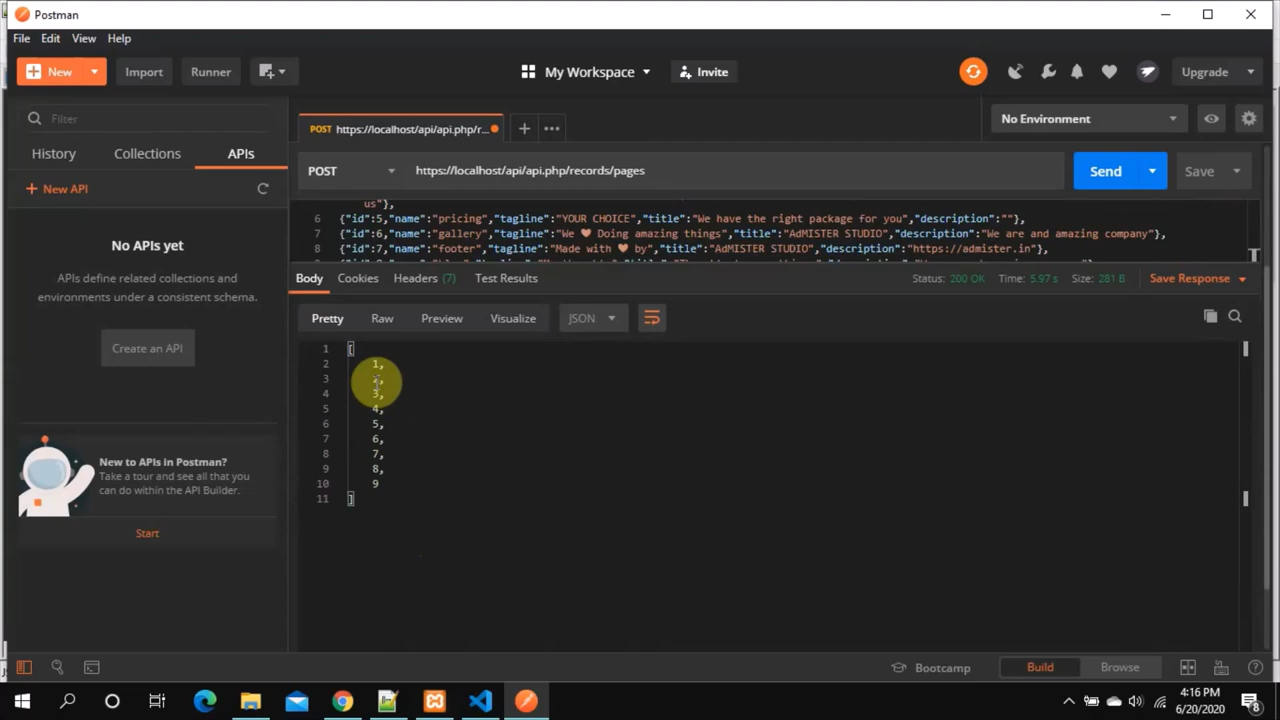 Postman
File Edit View Help
New Import Runner My Workspace Invite Upgrade
Filter
History Collections APIs
New API
No APIs yet
APIs define related collections and
environments under a consistent schema.
Create an API
New to APIs in Postman?
Take a tour and see all that you
can do within the API Builder.
Start
POST https://localhost/api/api.php/r...
No Environment
POST https://localhost/api/api.php/records/pages Send Save
us"},
6 {"id":5,"name":"pricing","tagline":"YOUR CHOICE","title":"We have the right package for you","description":""},
7 {"id":6,"name":"gallery","tagline":"We ♥ Doing amazing things","title":"AdMISTER STUDIO","description":"We are and amazing company"},
8 {"id":7,"name":"footer","tagline":"Made with ♥ by","title":"AdMISTER STUDIO","description":"https://admister.in"},
Body Cookies Headers (7) Test Results Status: 200 OK Time: 5.97 s Size: 281 B Save Response
Pretty Raw Preview Visualize JSON
1 [
2 1,
3 2,
4 3,
5 4,
6 5,
7 6,
8 7,
9 8,
10 9
11 ]
Bootcamp Build Browse
4:16 PM
6/20/2020
8